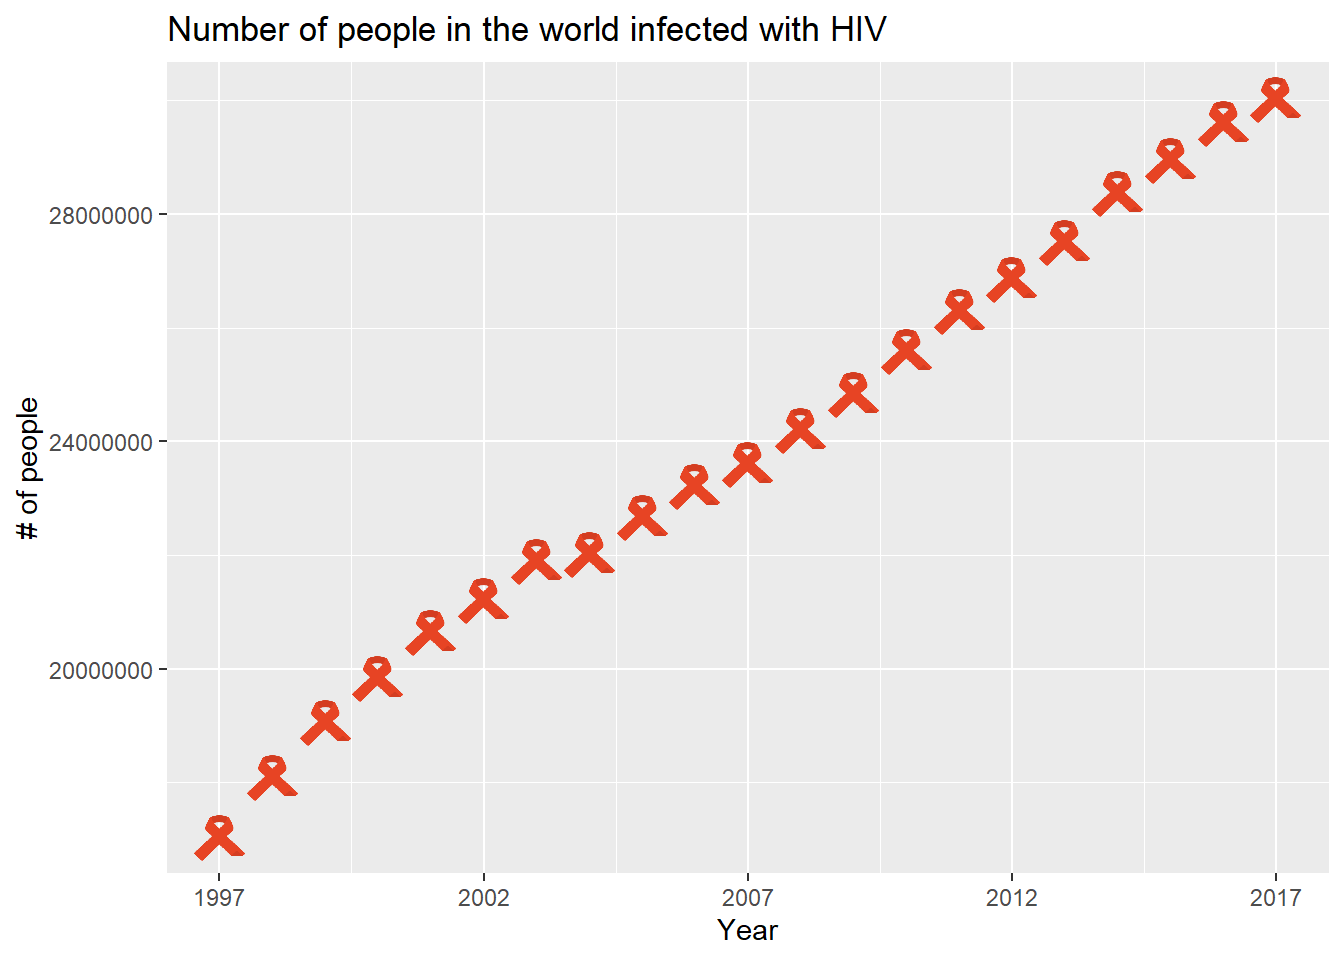 Number of people in the world infected with HIV
28000000
24000000
20000000
# of people
1997 2002 2007 2012 2017
Year